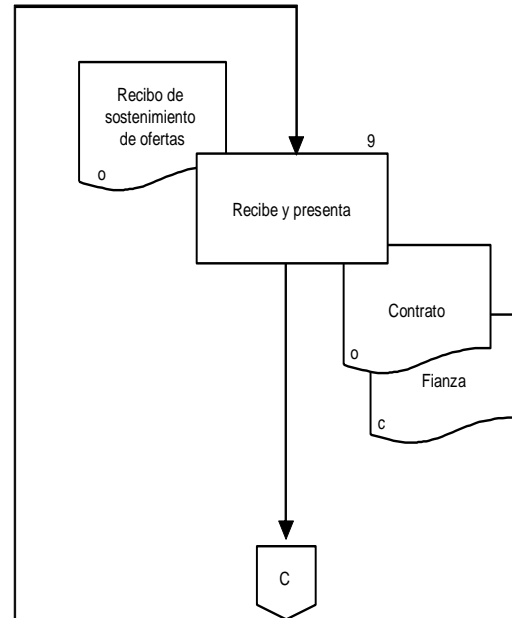 Recibo de
sostenimiento
de ofertas
o
9
Recibe y presenta
Contrato
o
Fianza
c
C